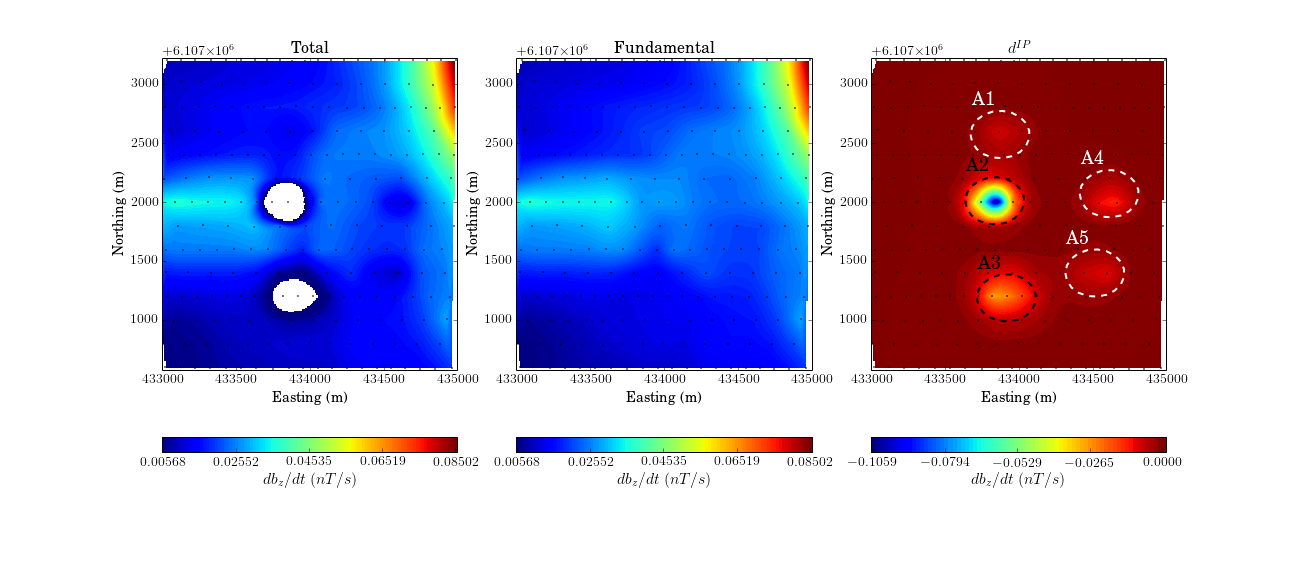 Total
+6.107×10⁶
3000
2500
2000
1500
1000
Northing (m)
433000 433500 434000 434500 435000
Easting (m)
0.00568 0.02552 0.04535 0.06519 0.08502
db_z/dt (nT/s)
Fundamental
+6.107×10⁶
3000
2500
2000
1500
1000
Northing (m)
433000 433500 434000 434500 435000
Easting (m)
0.00568 0.02552 0.04535 0.06519 0.08502
db_z/dt (nT/s)
d^{IP}
+6.107×10⁶
3000
2500
2000
1500
1000
Northing (m)
A1
A2
A4
A5
A3
433000 433500 434000 434500 435000
Easting (m)
−0.1059 −0.0794 −0.0529 −0.0265 0.0000
db_z/dt (nT/s)